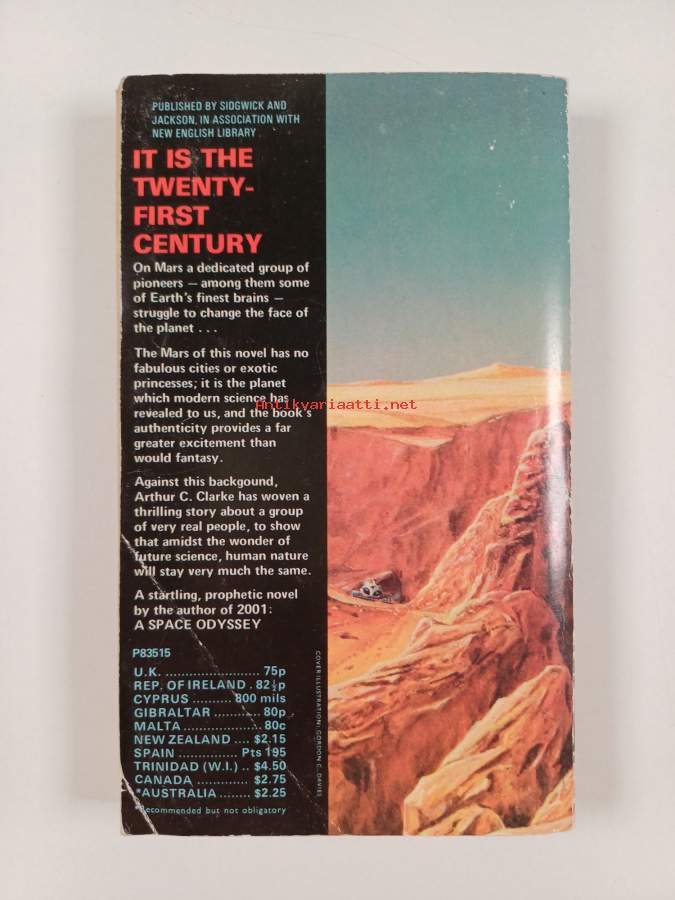 PUBLISHED BY SIDGWICK AND
JACKSON, IN ASSOCIATION WITH
NEW ENGLISH LIBRARY
IT IS THE
TWENTY-
FIRST
CENTURY
On Mars a dedicated group of
pioneers — among them some
of Earth's finest brains —
struggle to change the face of
the planet . . .
The Mars of this novel has no
fabulous cities or exotic
princesses; it is the planet
which modern science has
Antikvariaatti.net
revealed to us, and the book's
authenticity provides a far
greater excitement than
would fantasy.
Against this backgound,
Arthur C. Clarke has woven a
thrilling story about a group
of very real people, to show
that amidst the wonder of
future science, human nature
will stay very much the same.
A startling, prophetic novel
by the author of 2001:
A SPACE ODYSSEY
P83515
U.K. ........................ 75p
REP. OF IRELAND . 82½p
CYPRUS .......... 800 mils
GIBRALTAR ............ 80p
MALTA ................... 80c
NEW ZEALAND .... $2.15
SPAIN ............... Pts 195
TRINIDAD (W.I.) .. $4.50
CANADA ............. $2.75
*AUSTRALIA ........ $2.25
*Recommended but not obligatory
COVER ILLUSTRATION: GORDON C. DAVIES